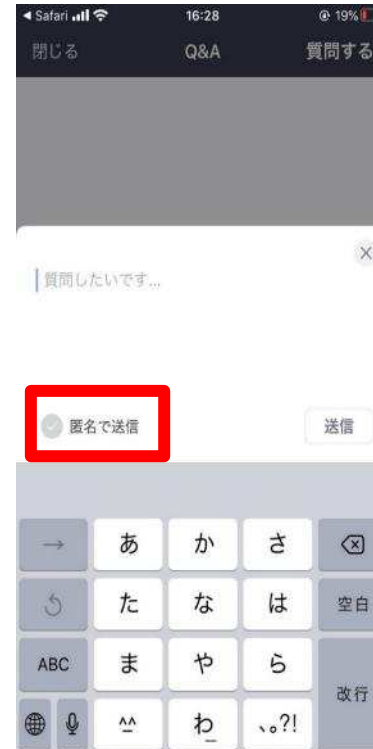 ◀ Safari 16:28 19%
閉じる Q&A 質問する
質問したいです...
匿名で送信 送信
→ あ か さ
た な は 空白
ABC ま や ら 改行
^^ わ_ 、。?!